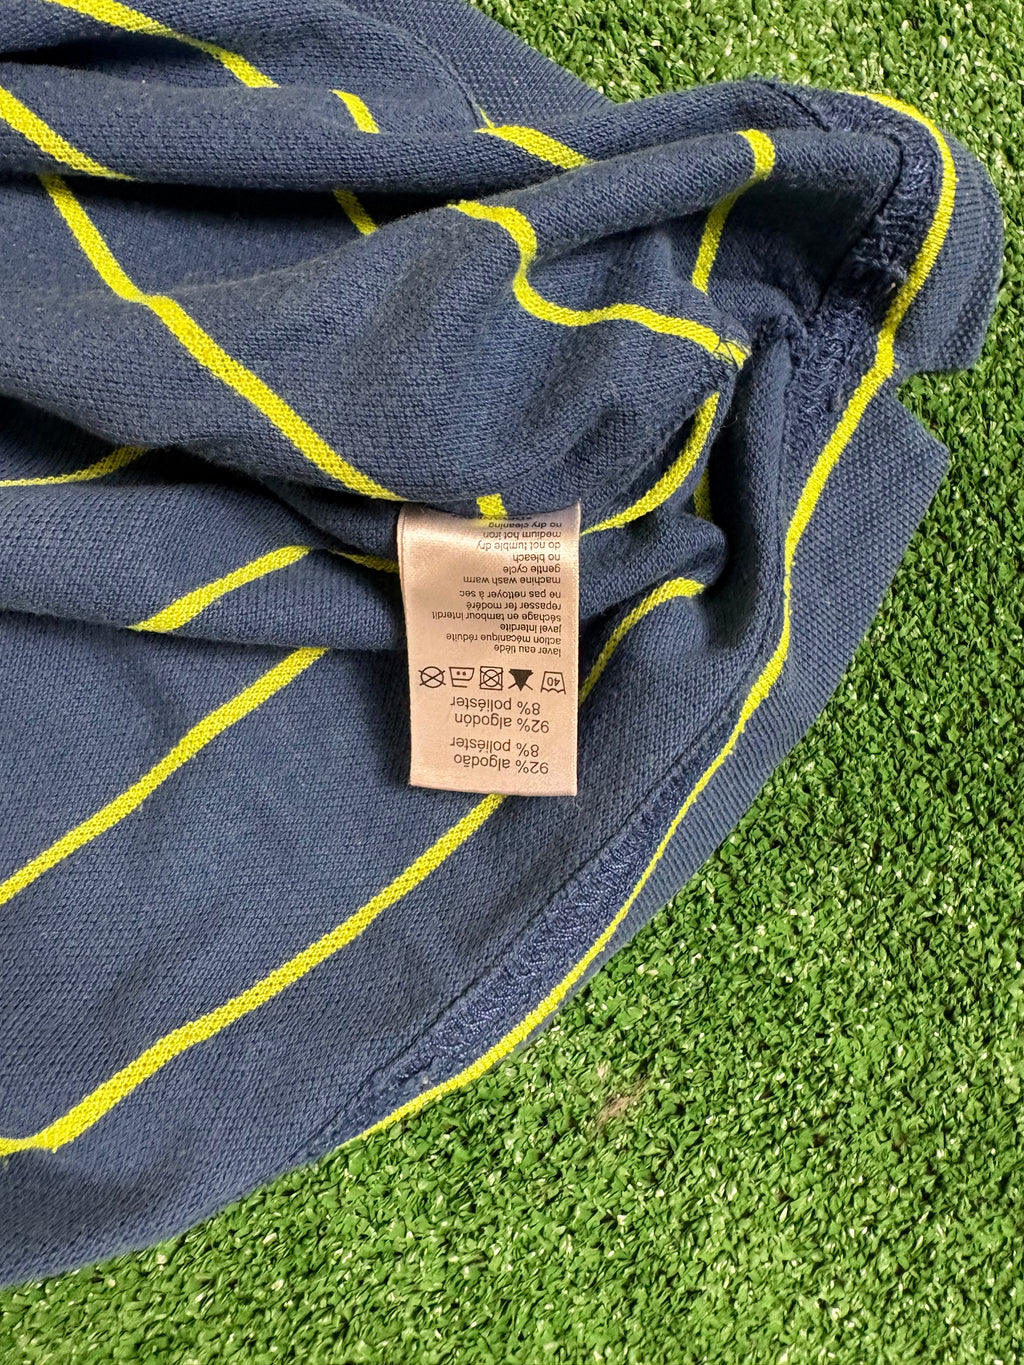 92% algodão
8% poliéster
92% algodón
8% poliéster
40
laver eau tiède
action mécanique réduite
javel interdite
séchage en tambour interdit
repasser fer modéré
ne pas nettoyer à sec
machine wash warm
gentle cycle
no bleach
do not tumble dry
medium hot iron
no dry cleaning